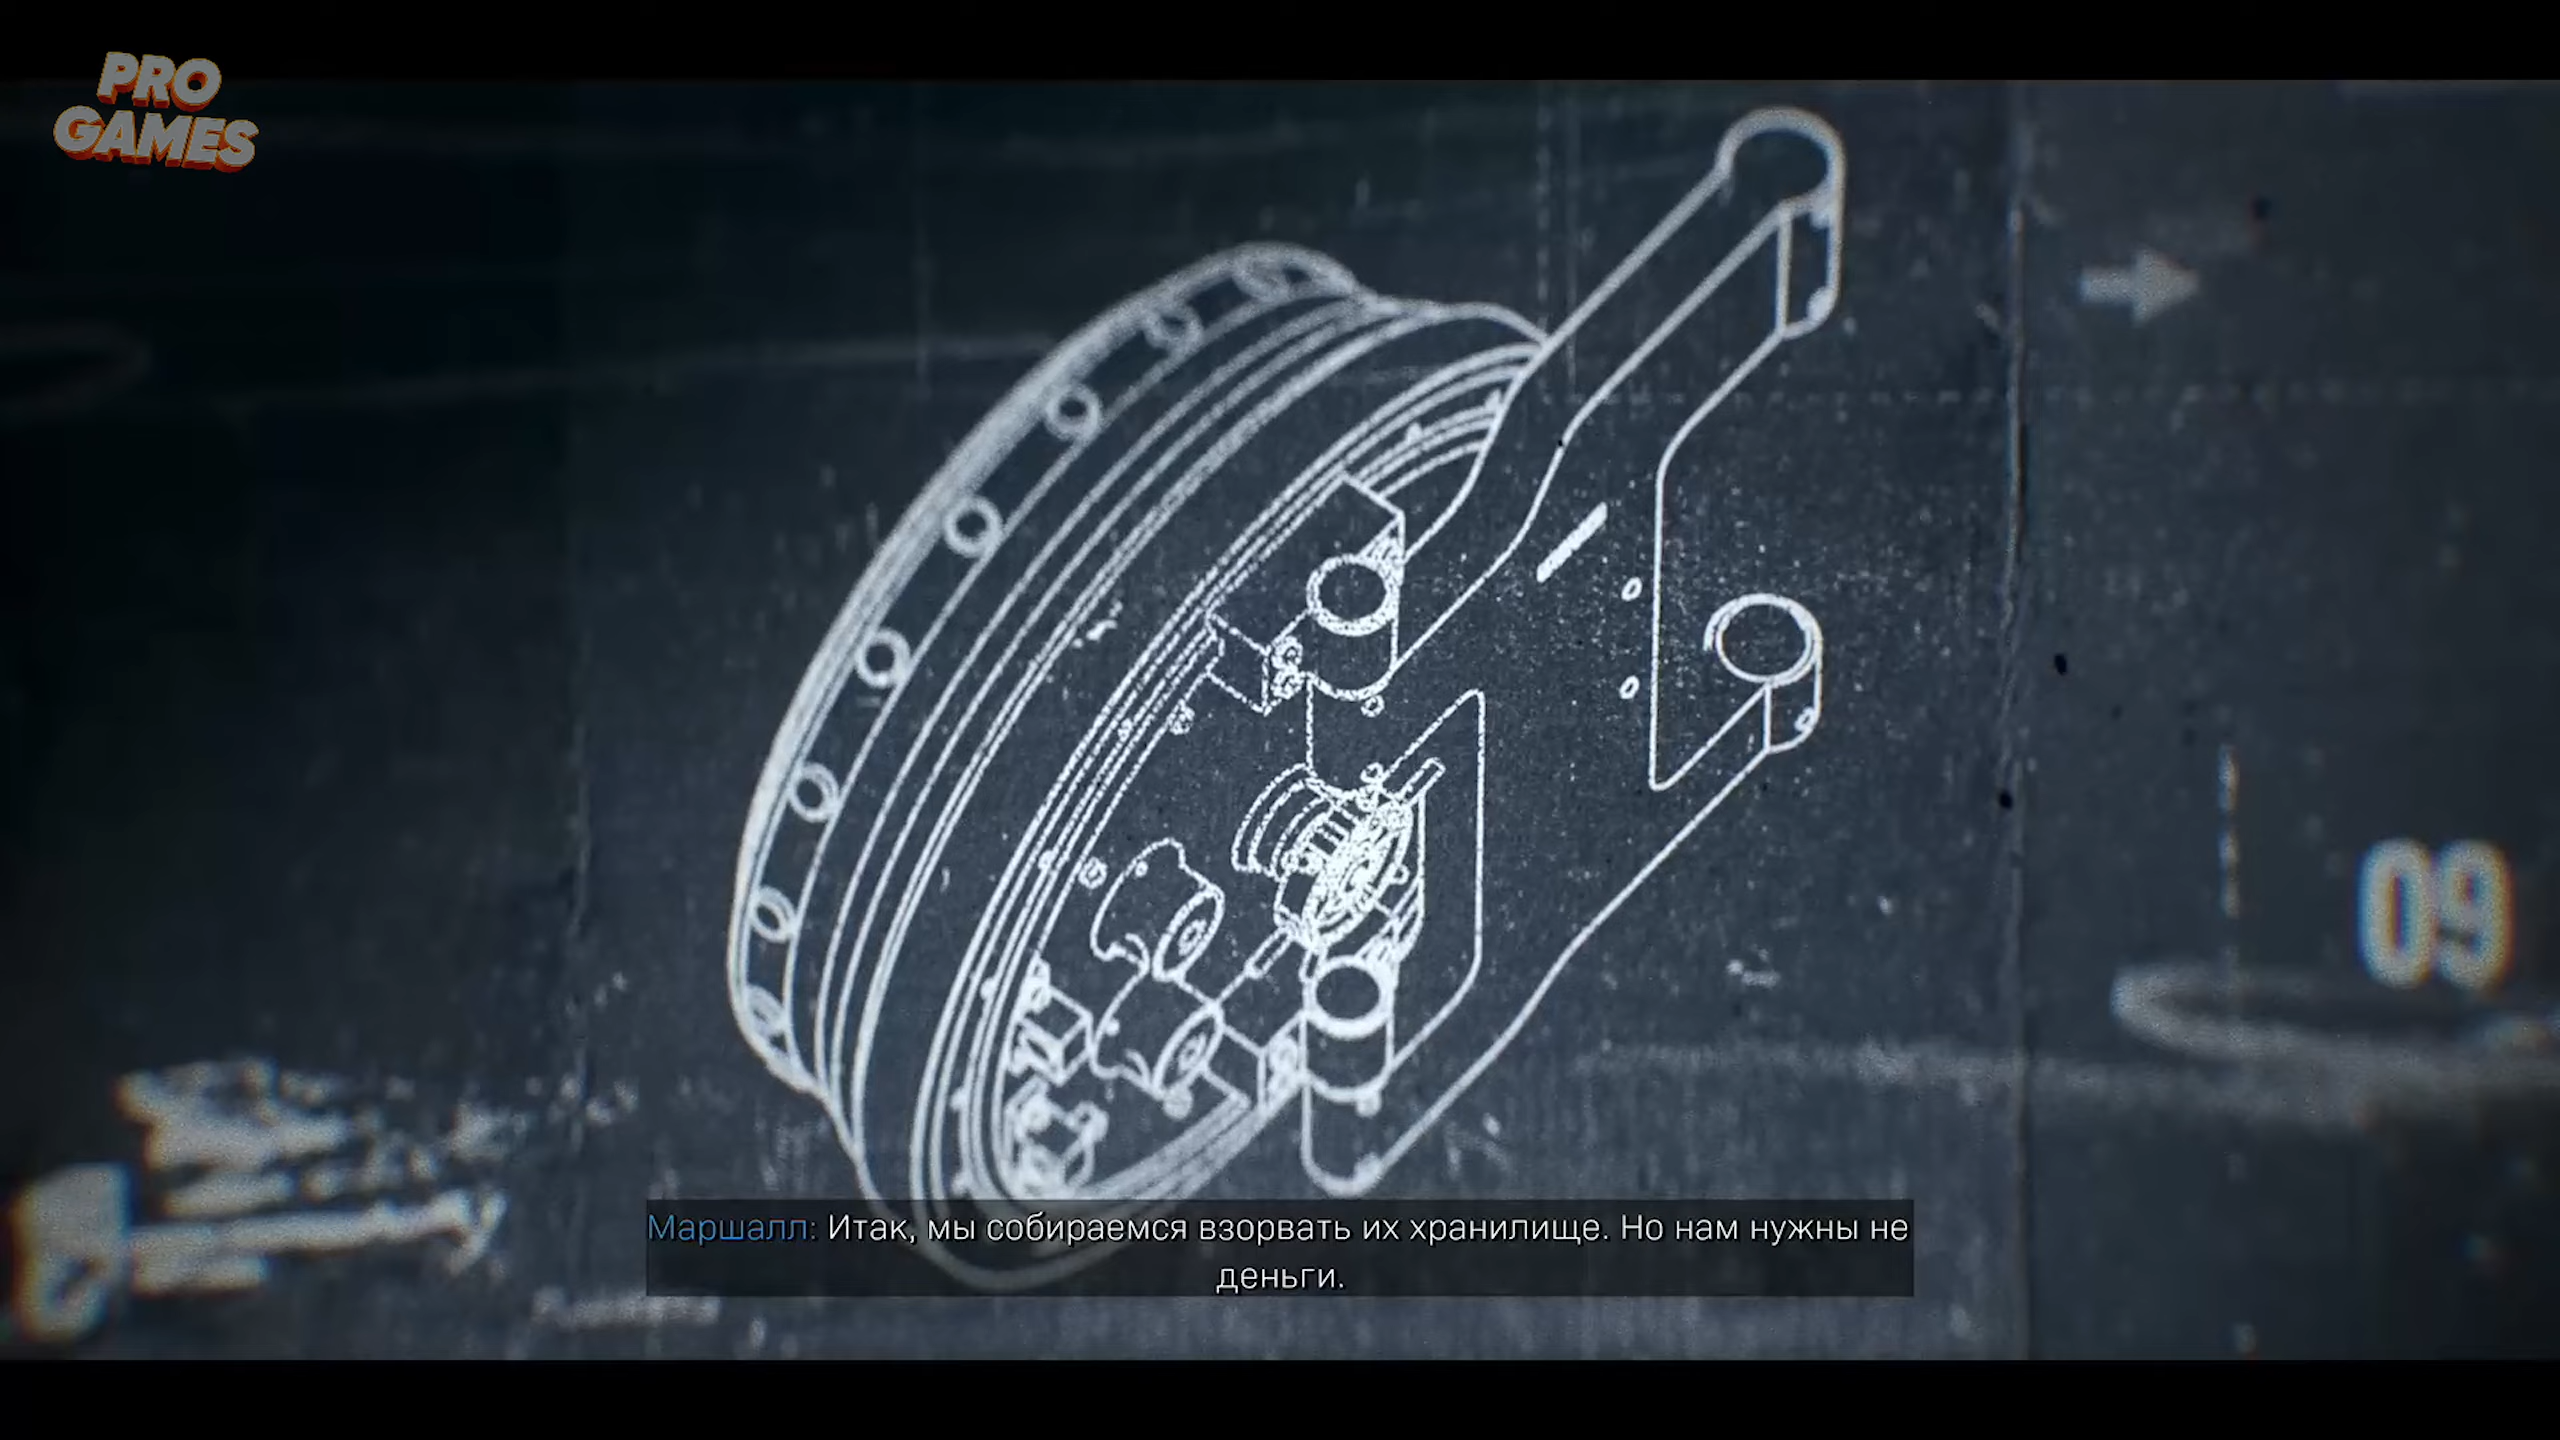 PRO
GAMES
09
Маршалл: Итак, мы собираемся взорвать их хранилище. Но нам нужны не
деньги.